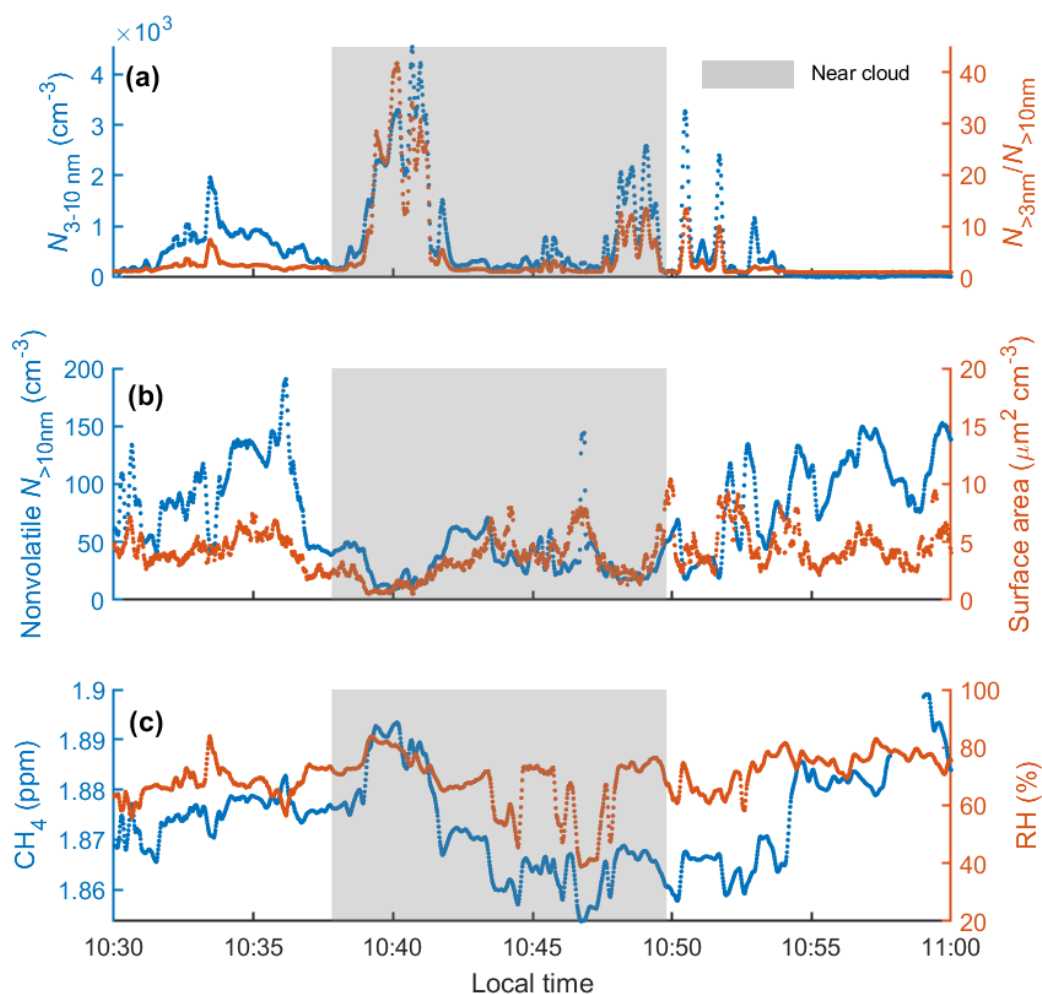 ×10³
(a)
Near cloud
N3-10 nm (cm-3)
4
3
2
1
0
40
30
20
10
0
N>3nm/N>10nm
(b)
Nonvolatile N>10nm (cm-3)
200
150
100
50
0
20
15
10
5
0
Surface area (μm2 cm-3)
(c)
CH4 (ppm)
1.9
1.89
1.88
1.87
1.86
100
80
60
40
20
RH (%)
10:30 10:35 10:40 10:45 10:50 10:55 11:00
Local time